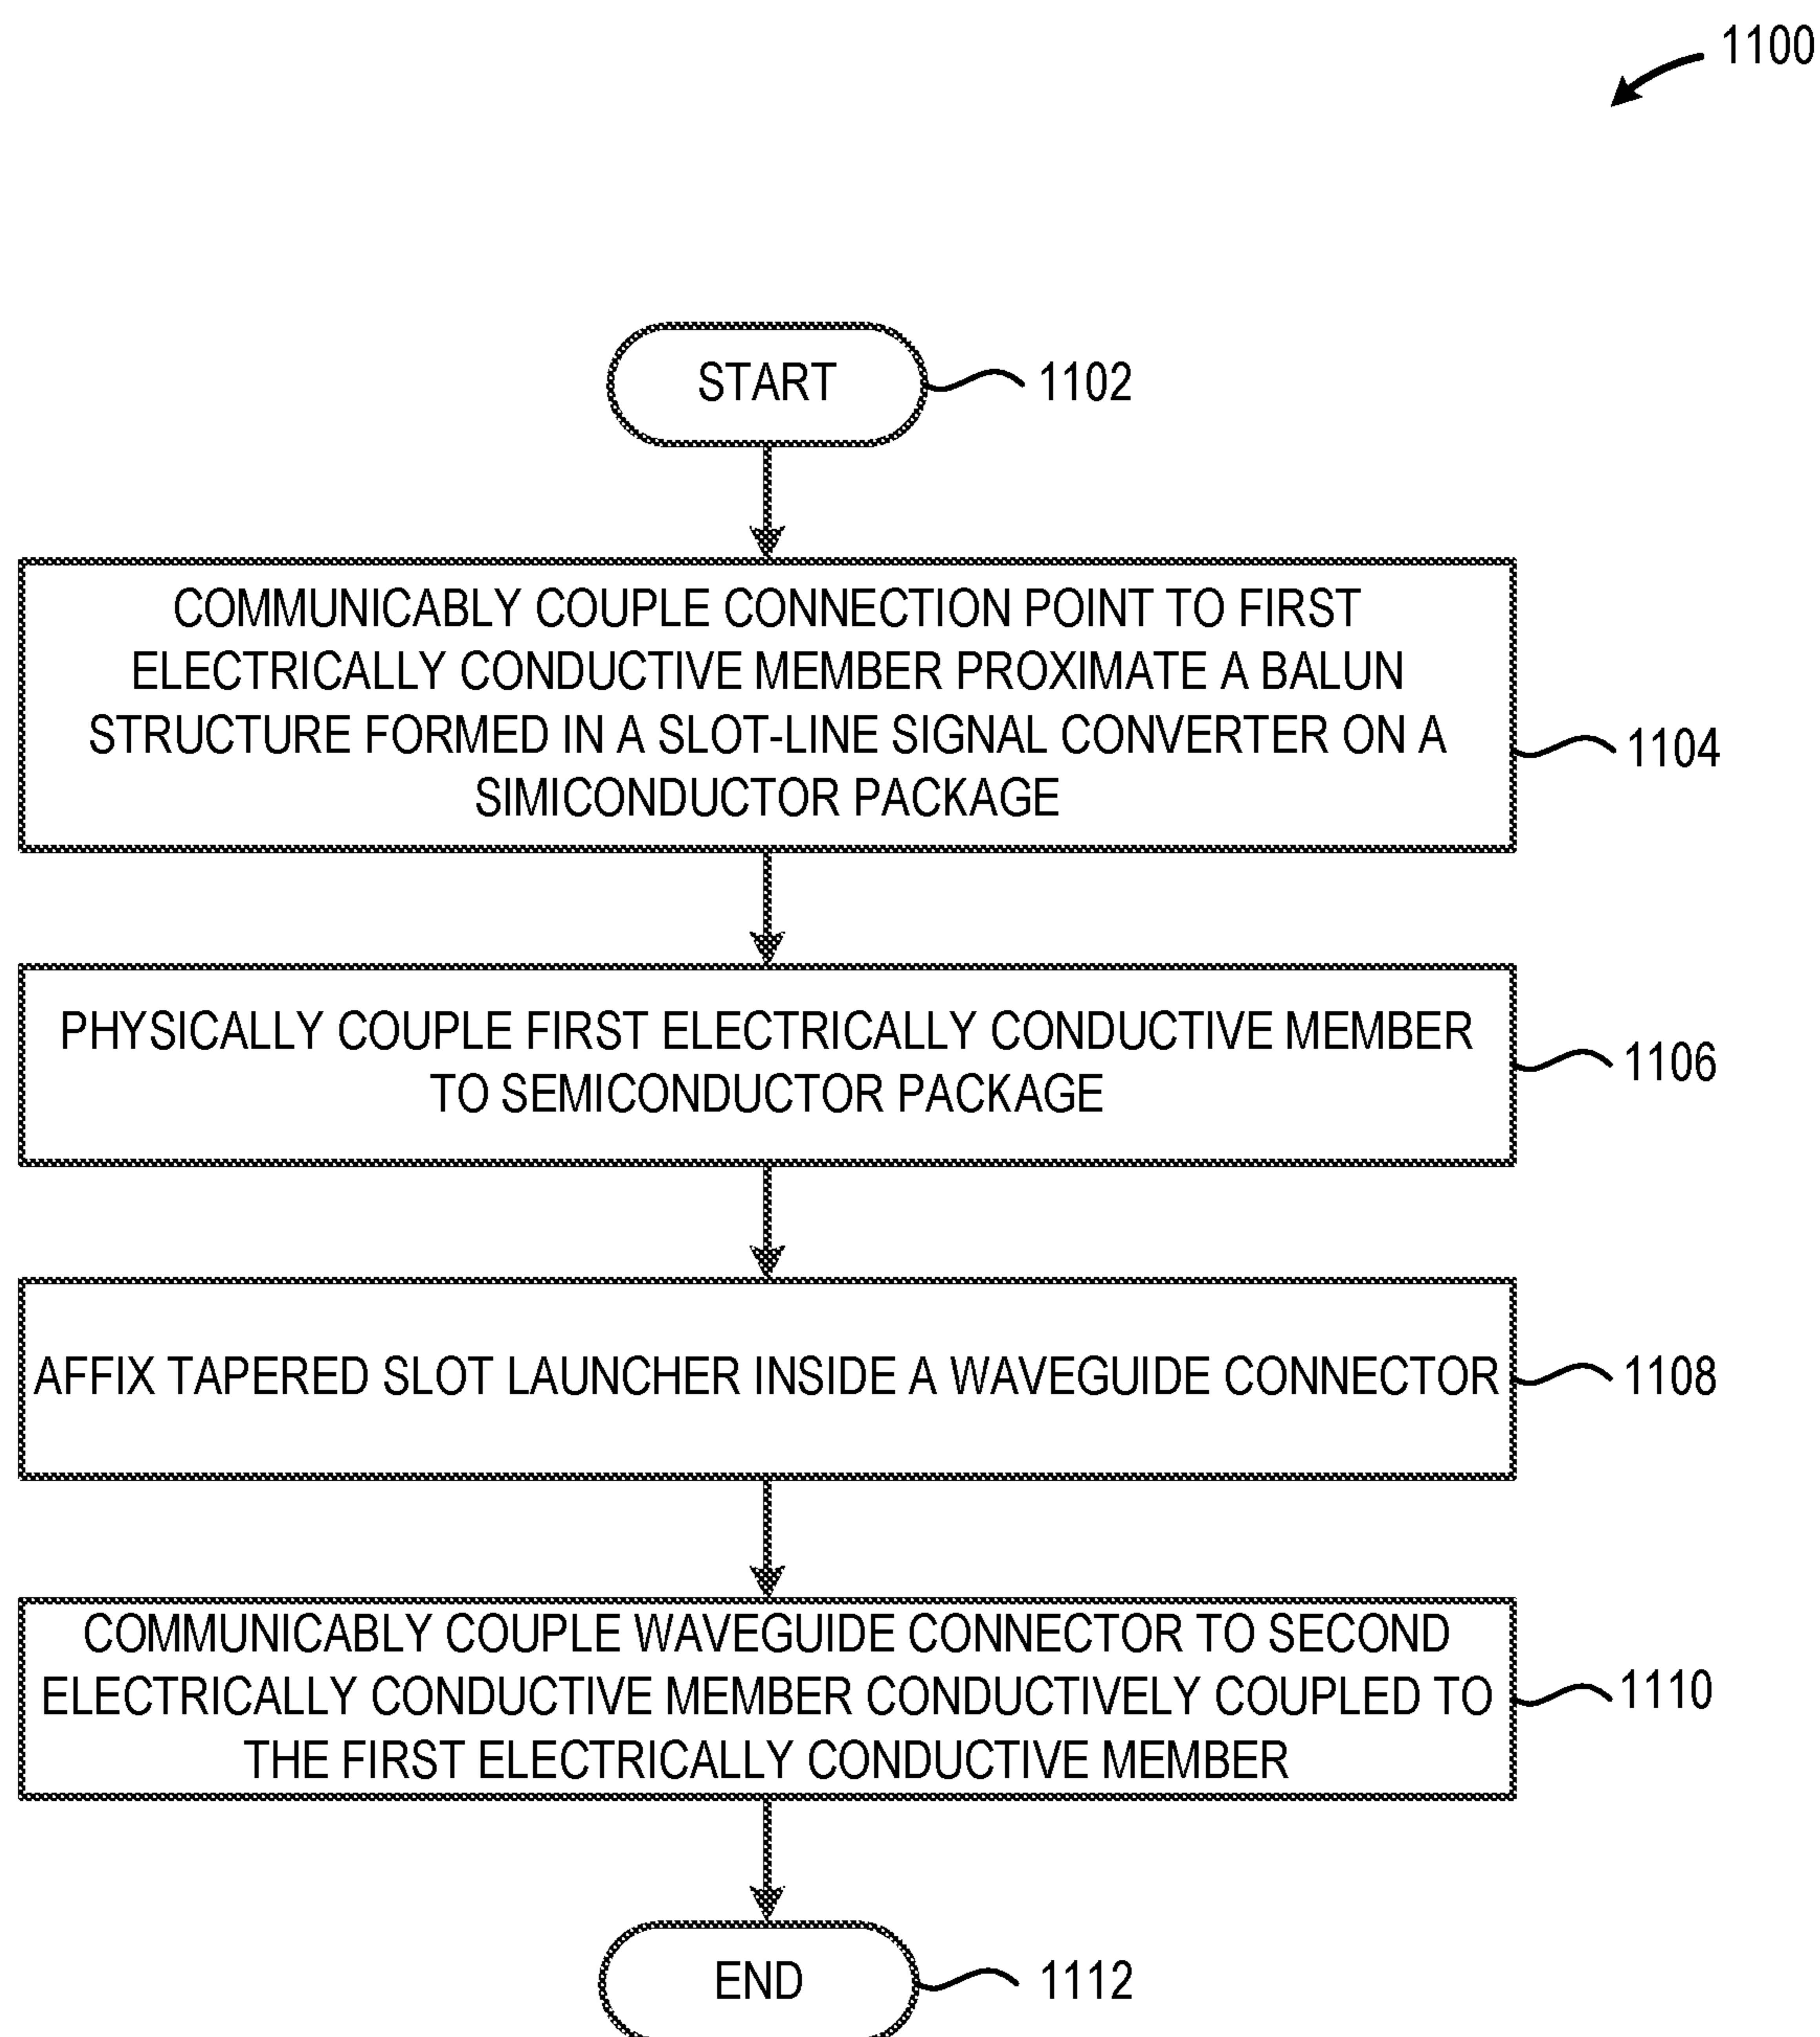 1100
START
1102
COMMUNICABLY COUPLE CONNECTION POINT TO FIRST
ELECTRICALLY CONDUCTIVE MEMBER PROXIMATE A BALUN
STRUCTURE FORMED IN A SLOT-LINE SIGNAL CONVERTER ON A
SIMICONDUCTOR PACKAGE
1104
PHYSICALLY COUPLE FIRST ELECTRICALLY CONDUCTIVE MEMBER
TO SEMICONDUCTOR PACKAGE
1106
AFFIX TAPERED SLOT LAUNCHER INSIDE A WAVEGUIDE CONNECTOR
1108
COMMUNICABLY COUPLE WAVEGUIDE CONNECTOR TO SECOND
ELECTRICALLY CONDUCTIVE MEMBER CONDUCTIVELY COUPLED TO
THE FIRST ELECTRICALLY CONDUCTIVE MEMBER
1110
END
1112